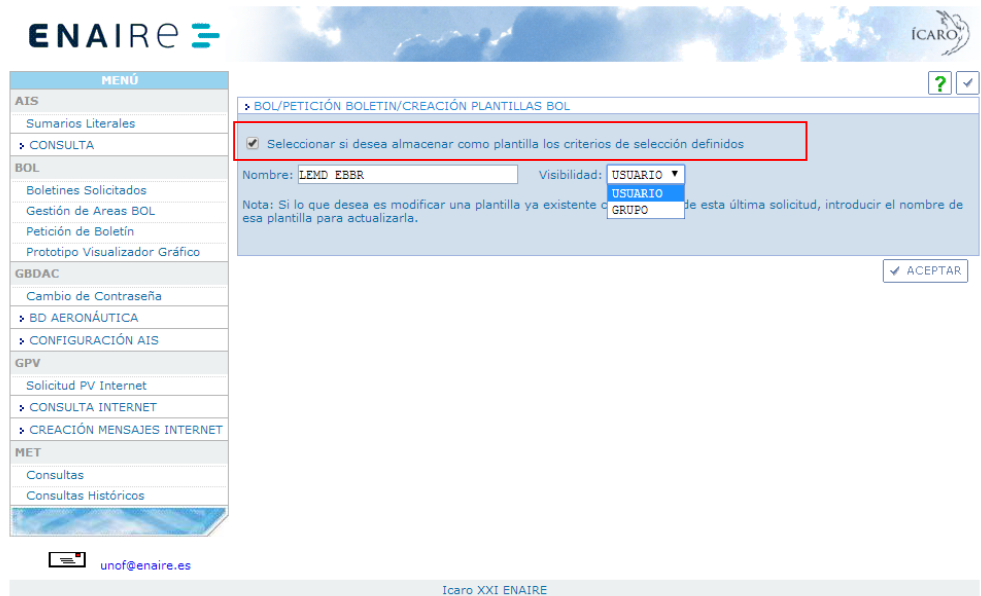 ENAIRE
ÍCARO
MENÚ
AIS
Sumarios Literales
CONSULTA
BOL
Boletines Solicitados
Gestión de Areas BOL
Petición de Boletín
Prototipo Visualizador Gráfico
GBDAC
Cambio de Contraseña
BD AERONÁUTICA
CONFIGURACIÓN AIS
GPV
Solicitud PV Internet
CONSULTA INTERNET
CREACIÓN MENSAJES INTERNET
MET
Consultas
Consultas Históricos
unof@enaire.es
?
BOL/PETICIÓN BOLETIN/CREACIÓN PLANTILLAS BOL
Seleccionar si desea almacenar como plantilla los criterios de selección definidos
Nombre: LEMD EBBR Visibilidad: USUARIO
USUARIO
GRUPO
Nota: Si lo que desea es modificar una plantilla ya existente de esta última solicitud, introducir el nombre de
esa plantilla para actualizarla.
ACEPTAR
Icaro XXI ENAIRE